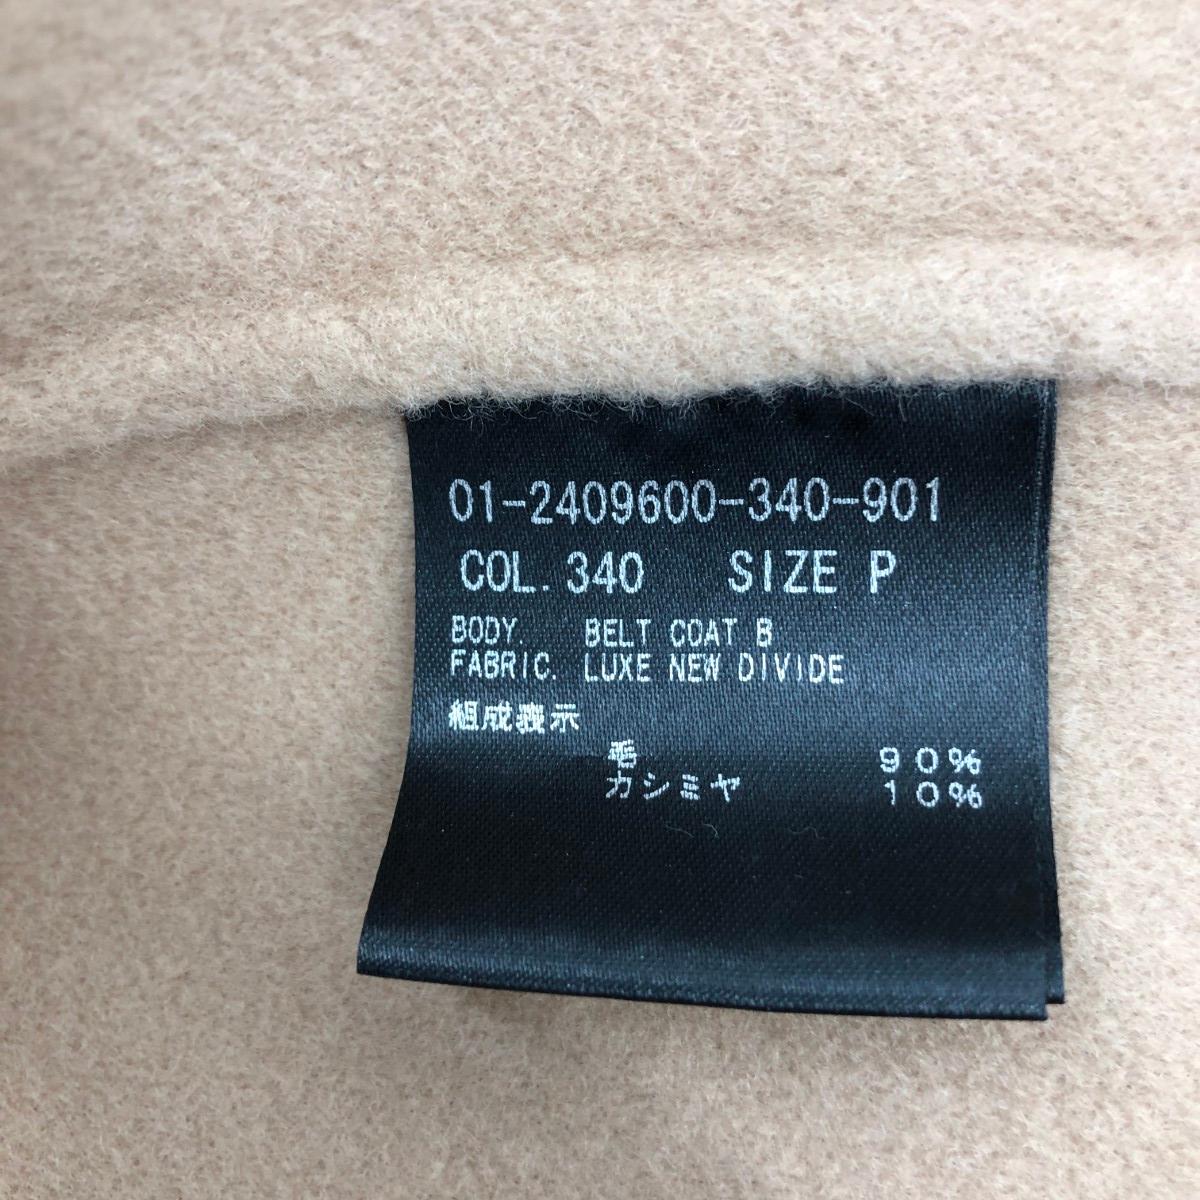 01-2409600-340-901
COL. 340 SIZE P
BODY. BELT COAT B
FABRIC. LUXE NEW DIVIDE
組成表示
毛 90%
カシミヤ 10%